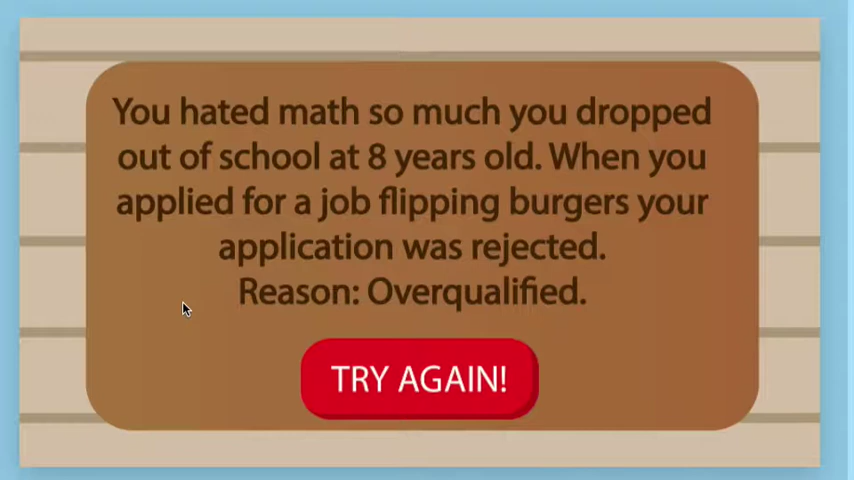 You hated math so much you dropped
out of school at 8 years old. When you
applied for a job flipping burgers your
application was rejected.
Reason: Overqualified.
TRY AGAIN!